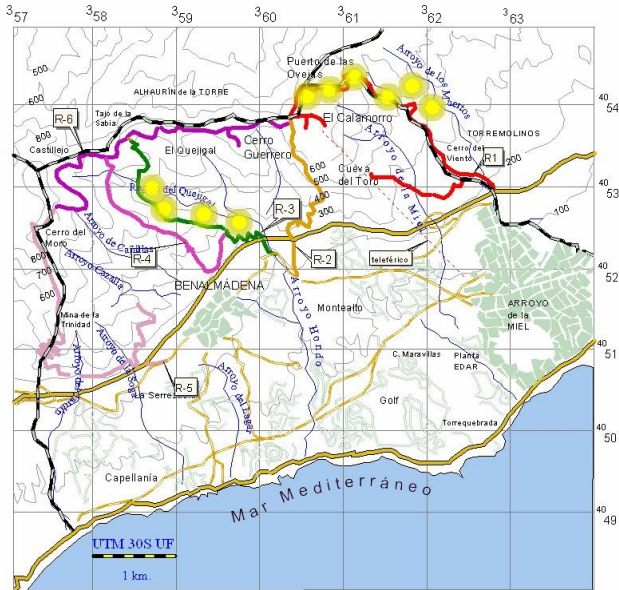 3 57 3 58 3 59 3 60 3 61 3 62 3 63
Puerto de las
Ovejas
Arroyo de los Muertos
500
600
600
800
ALHAURÍN de la TORRE
R-6
Tajo de la
Sabia
Castillejo
El Quejigal
Cerro
Guerrero
El Calamorro
TORREMOLINOS
Cerro del
Viento
R1
200
40 54
Cueva
del Toro
Arroyo de la Miel
600
500
400
300
40 53
100
Cerro del
Moro
Arroyo de Canillas
Arroyo Casilla
R-4
R-3
R-2
teleférico
800
700
600
40 52
BENALMÁDENA
Montealto
Arroyo Hondo
ARROYO
de la
MIEL
Mina de la
Trinidad
40 51
C. Maravillas
Planta
EDAR
R-5
La Serrezuela
Arroyo del Lagar
Golf
Torrequebrada
40 50
Capellanía
Mar Mediterráneo
40 49
UTM 30S UF
1 km.